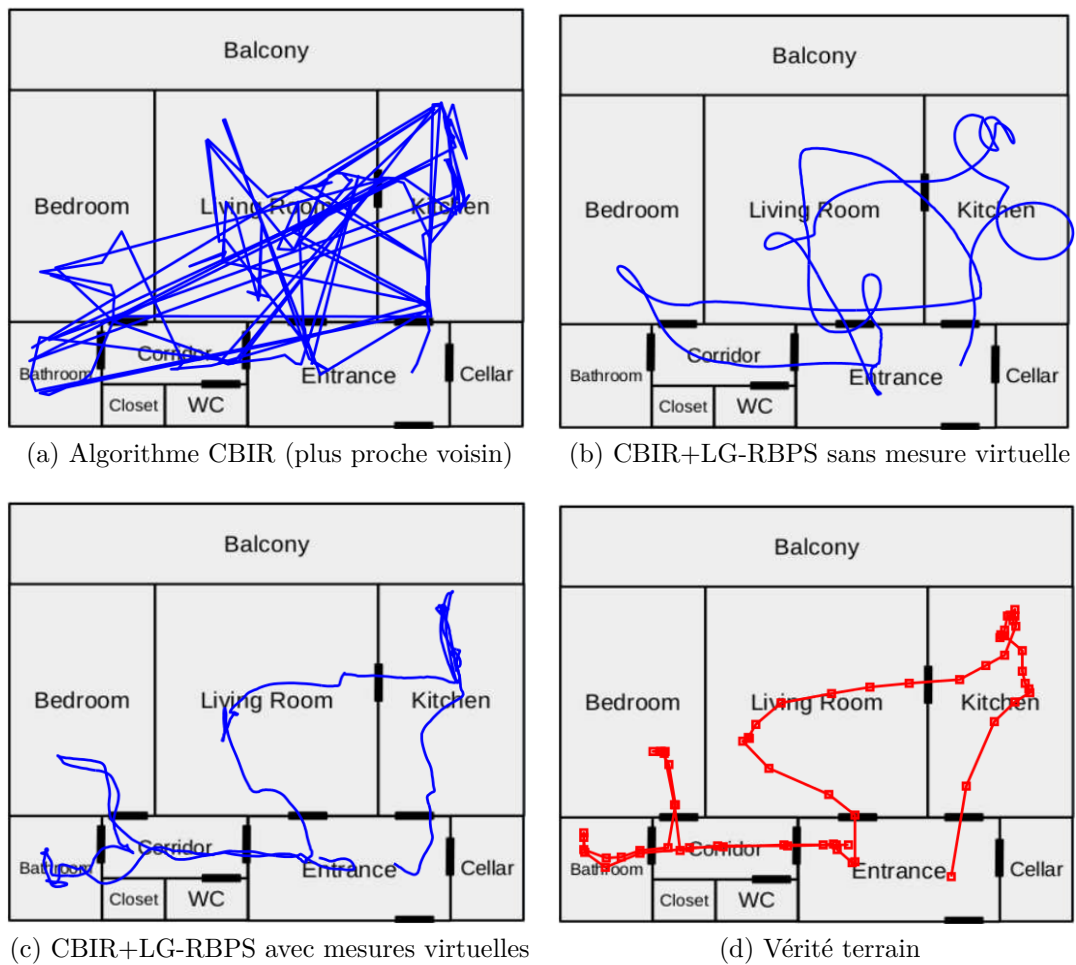 Balcony
Bedroom
Living Room
Kitchen
Bathroom
Corridor
Closet
WC
Entrance
Cellar
(a) Algorithme CBIR (plus proche voisin)
Balcony
Bedroom
Living Room
Kitchen
Bathroom
Corridor
Closet
WC
Entrance
Cellar
(b) CBIR+LG-RBPS sans mesure virtuelle
Balcony
Bedroom
Living Room
Kitchen
Bathroom
Corridor
Closet
WC
Entrance
Cellar
(c) CBIR+LG-RBPS avec mesures virtuelles
Balcony
Bedroom
Living Room
Kitchen
Bathroom
Corridor
Closet
WC
Entrance
Cellar
(d) Vérité terrain